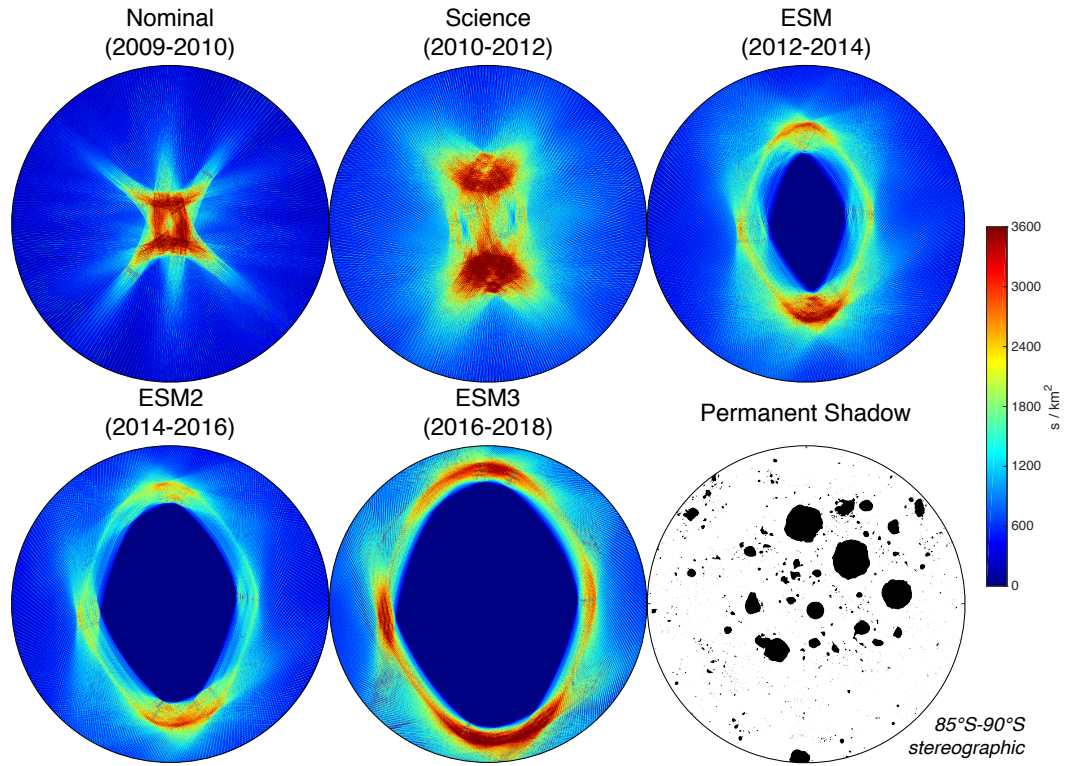 Nominal
(2009-2010)
Science
(2010-2012)
ESM
(2012-2014)
ESM2
(2014-2016)
ESM3
(2016-2018)
Permanent Shadow
3600
3000
2400
1800
1200
600
0
s / km²
85°S-90°S
stereographic